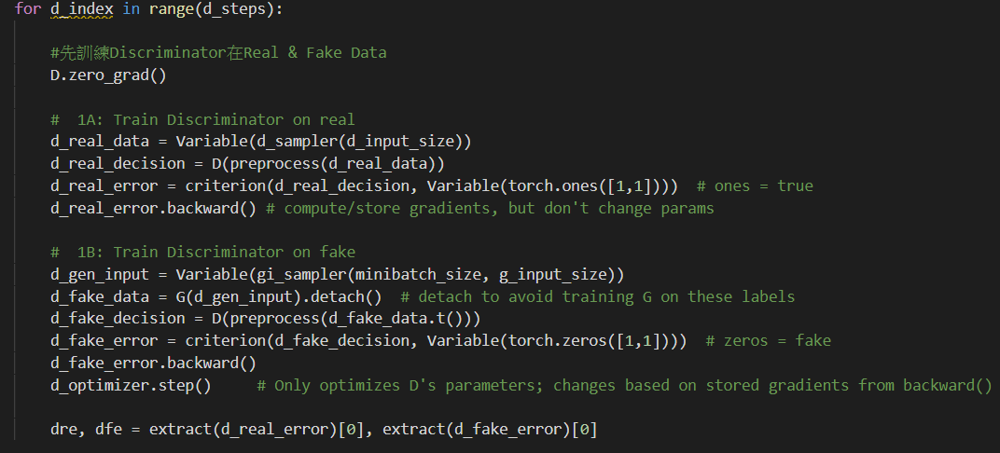 for d_index in range(d_steps):
#先訓練Discriminator在Real & Fake Data
D.zero_grad()
#  1A: Train Discriminator on real
d_real_data = Variable(d_sampler(d_input_size))
d_real_decision = D(preprocess(d_real_data))
d_real_error = criterion(d_real_decision, Variable(torch.ones([1,1])))  # ones = true
d_real_error.backward() # compute/store gradients, but don't change params
#  1B: Train Discriminator on fake
d_gen_input = Variable(gi_sampler(minibatch_size, g_input_size))
d_fake_data = G(d_gen_input).detach()  # detach to avoid training G on these labels
d_fake_decision = D(preprocess(d_fake_data.t()))
d_fake_error = criterion(d_fake_decision, Variable(torch.zeros([1,1])))  # zeros = fake
d_fake_error.backward()
d_optimizer.step()     # Only optimizes D's parameters; changes based on stored gradients from backward()
dre, dfe = extract(d_real_error)[0], extract(d_fake_error)[0]